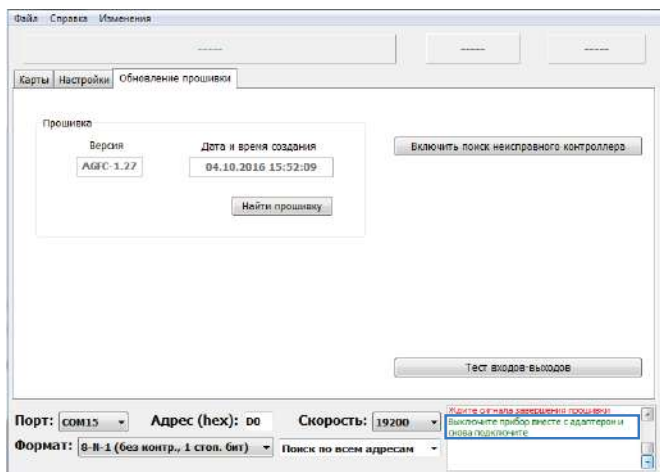 Файл Справка Изменения
-----
-----
-----
Карты Настройки Обновление прошивки
Прошивка
Версия Дата и время создания
AGFC-1.27 04.10.2016 15:52:09
Найти прошивку
Включить поиск неисправного контроллера
Тест входов-выходов
Ждите сигнала завершения прошивки
Выключите прибор вместе с адаптером и
снова подключите
Порт: COM15 Адрес (hex): D0 Скорость: 19200
Формат: 8-N-1 (без контр., 1 стоп. бит) Поиск по всем адресам